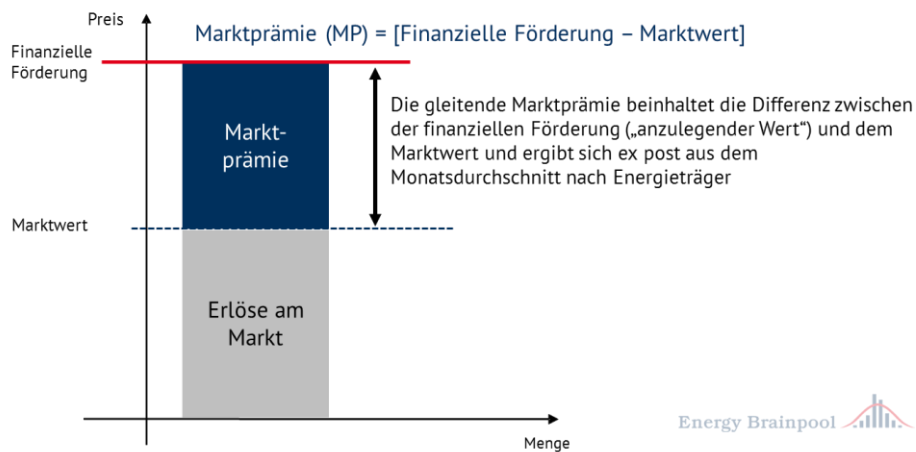 Preis
Marktprämie (MP) = [Finanzielle Förderung – Marktwert]
Finanzielle
Förderung
Markt-
prämie
Die gleitende Marktprämie beinhaltet die Differenz zwischen
der finanziellen Förderung („anzulegender Wert“) und dem
Marktwert und ergibt sich ex post aus dem
Monatsdurchschnitt nach Energieträger
Marktwert
Erlöse am
Markt
Energy Brainpool
Menge